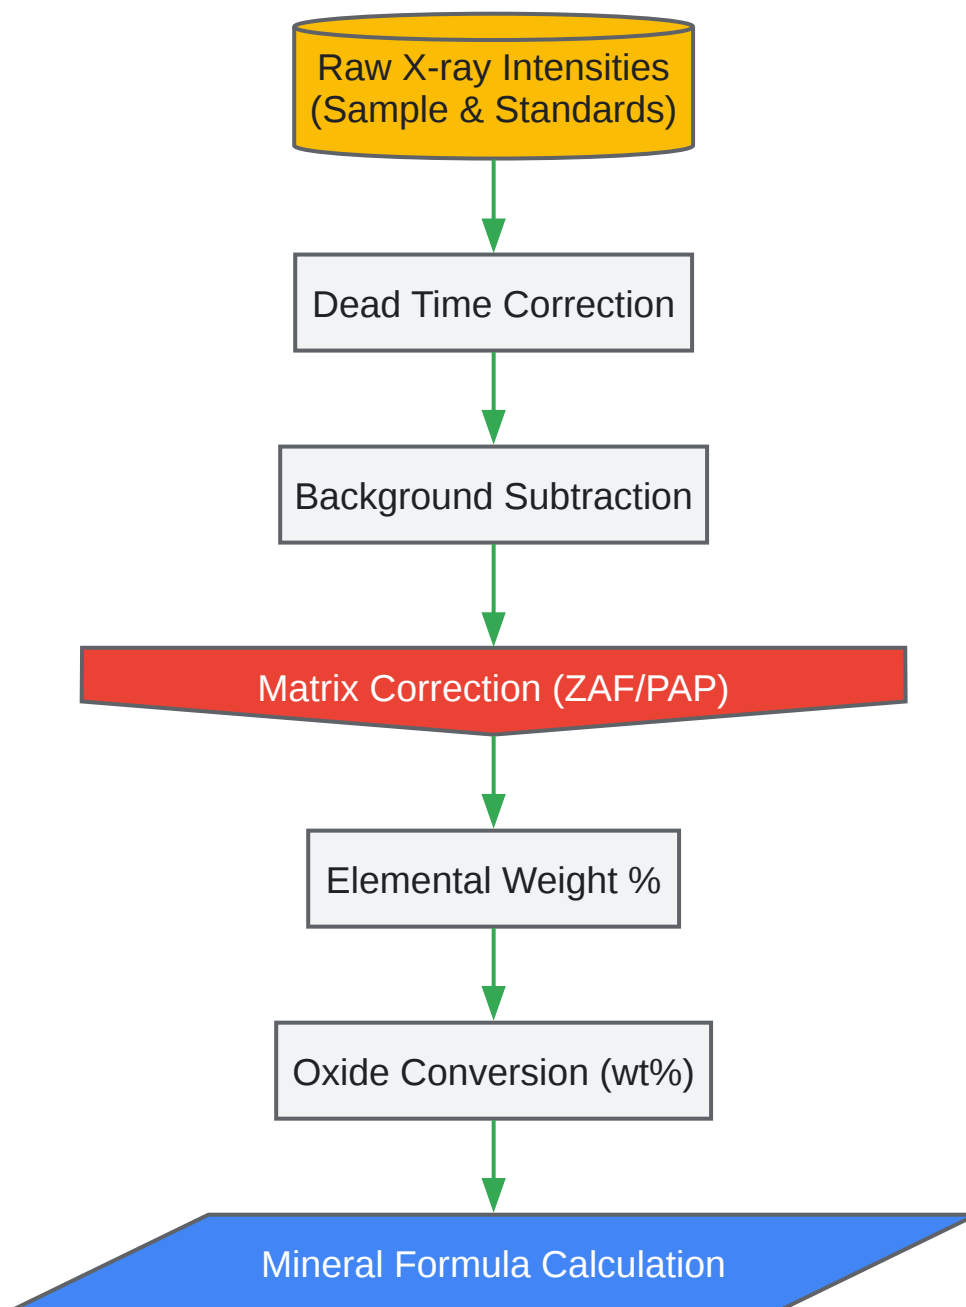 Raw X-ray Intensities
(Sample & Standards)
Dead Time Correction
Background Subtraction
Matrix Correction (ZAF/PAP)
Elemental Weight %
Oxide Conversion (wt%)
Mineral Formula Calculation